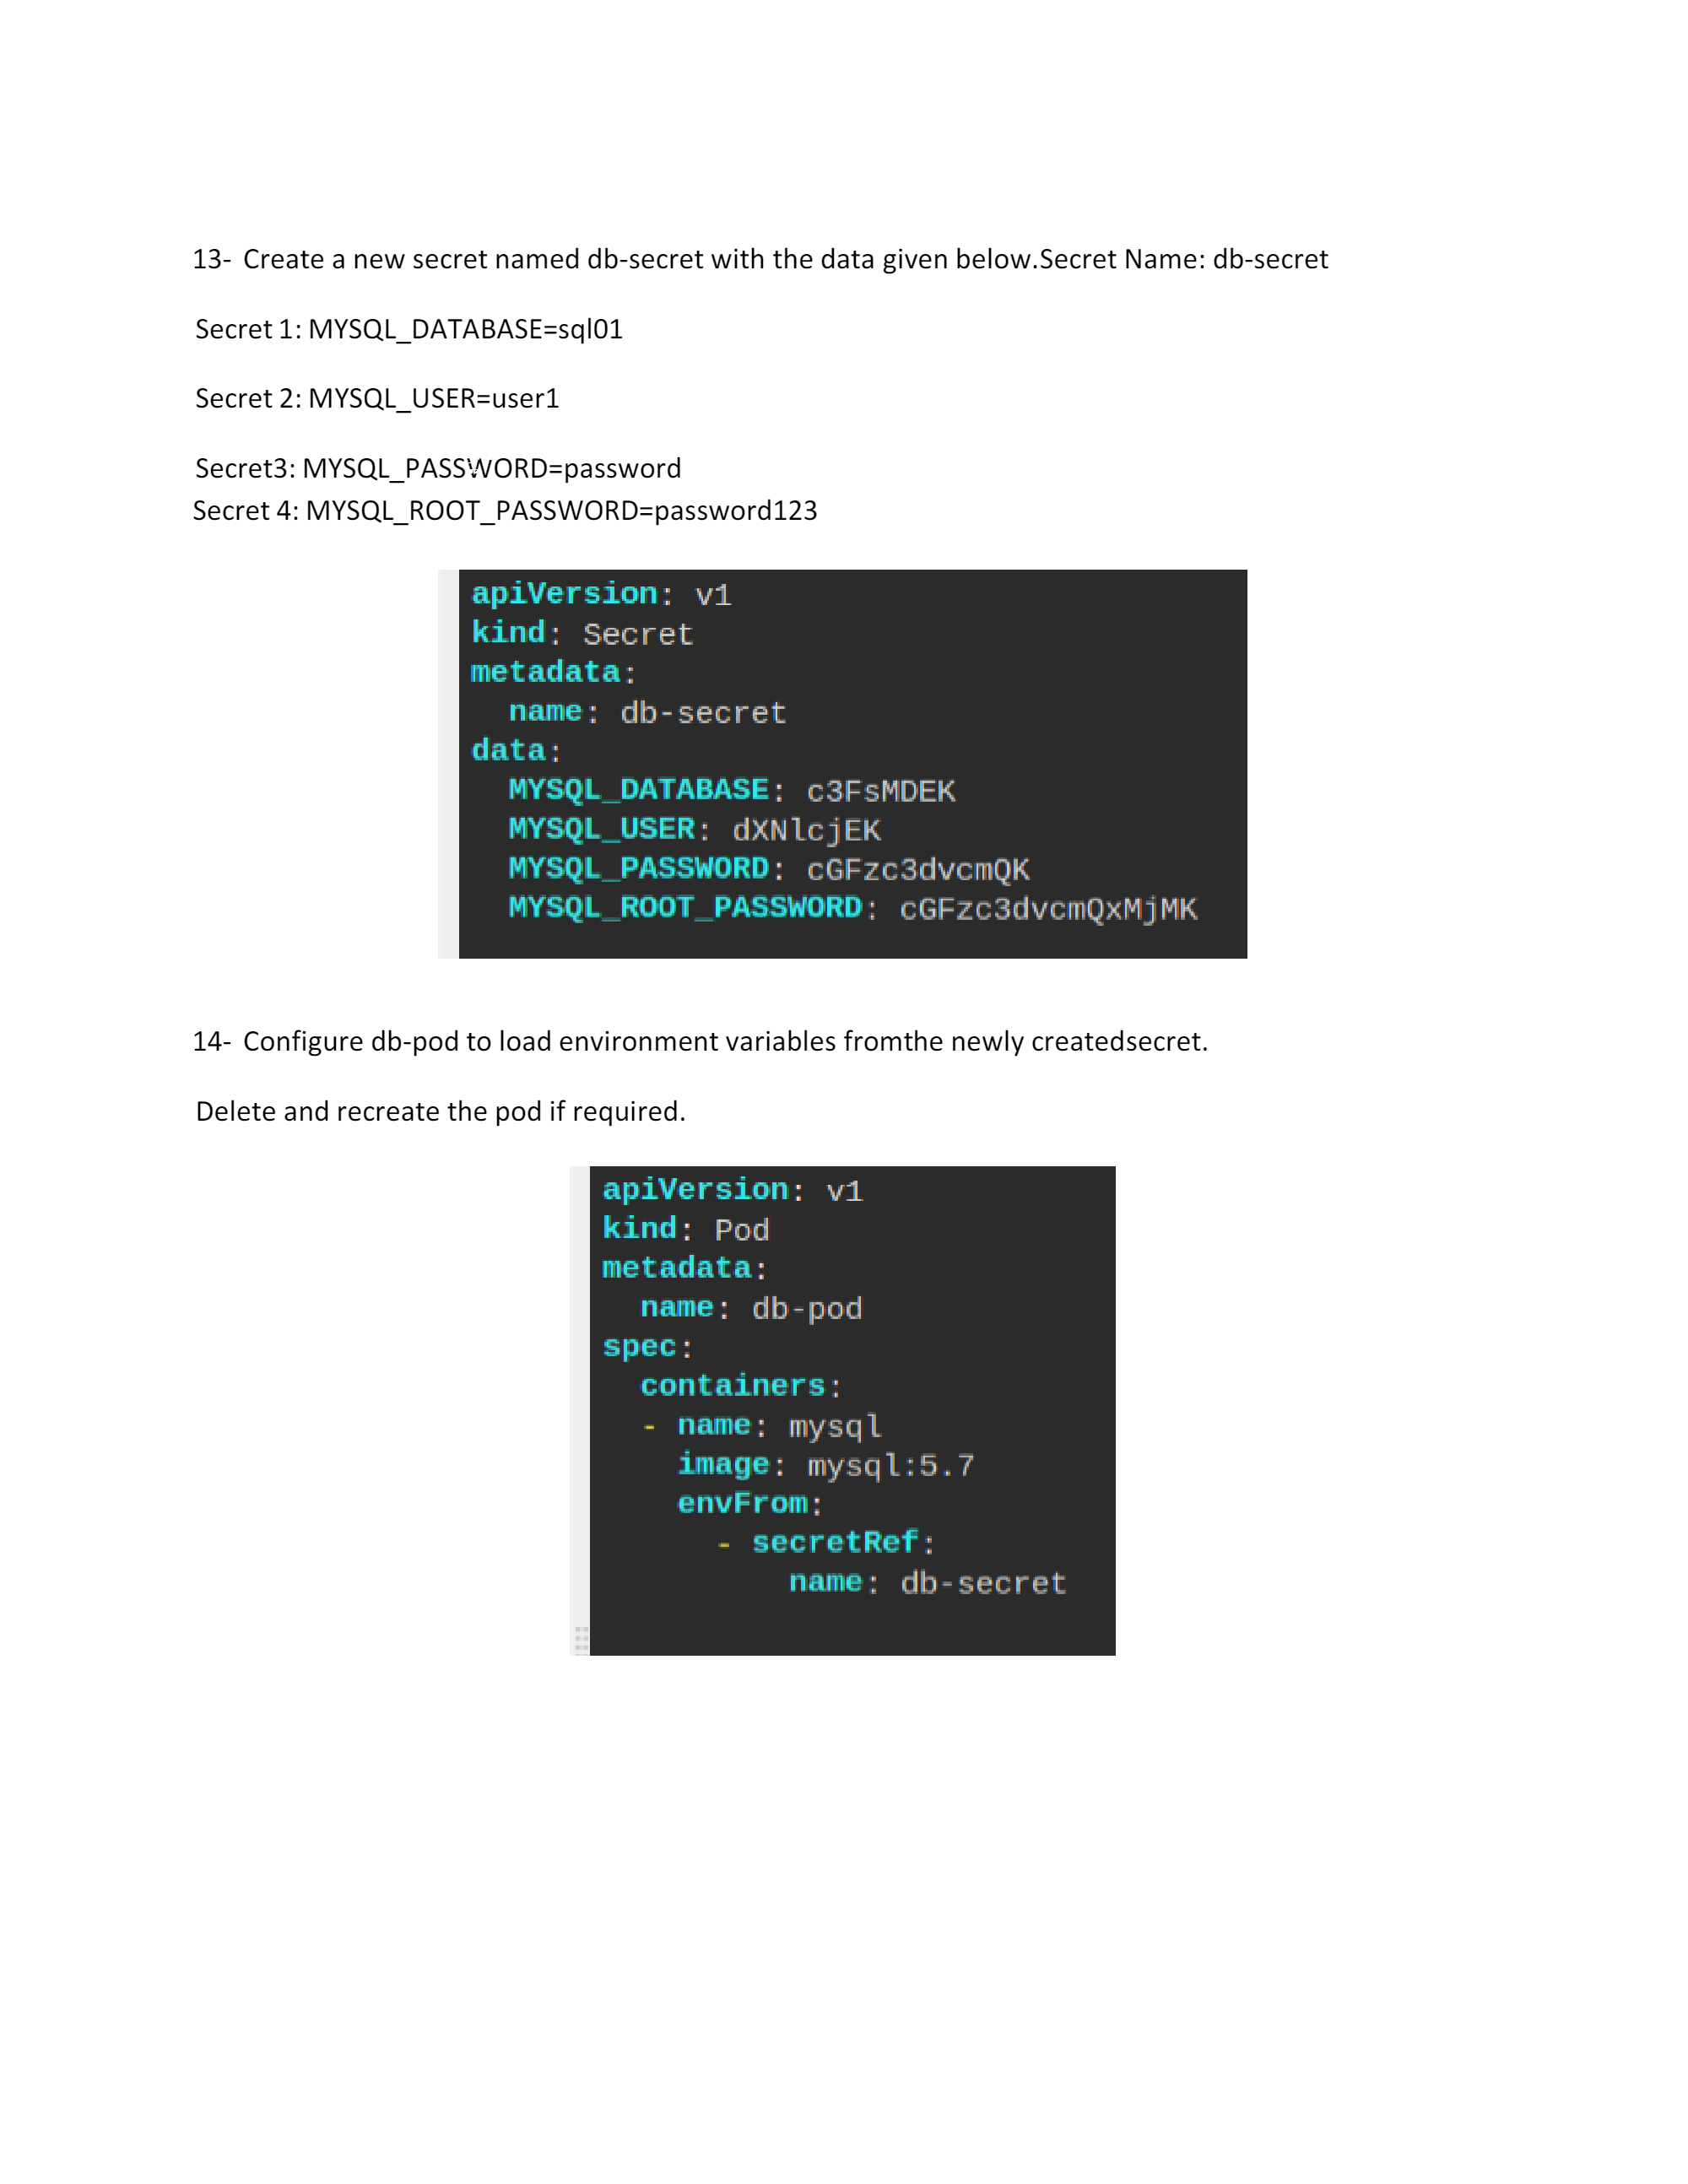 13- Create a new secret named db-secret with the data given below.Secret Name: db-secret
Secret 1: MYSQL_DATABASE=sql01
Secret 2: MYSQL_USER=user1
Secret3: MYSQL_PASSWORD=password
Secret 4: MYSQL_ROOT_PASSWORD=password123
apiVersion: v1
kind: Secret
metadata:
  name: db-secret
data:
  MYSQL_DATABASE: c3FsMDEK
  MYSQL_USER: dXNlcjEK
  MYSQL_PASSWORD: cGFzc3dvcmQK
  MYSQL_ROOT_PASSWORD: cGFzc3dvcmQxMjMK
14- Configure db-pod to load environment variables fromthe newly createdsecret.
Delete and recreate the pod if required.
apiVersion: v1
kind: Pod
metadata:
  name: db-pod
spec:
  containers:
  - name: mysql
    image: mysql:5.7
    envFrom:
      - secretRef:
          name: db-secret